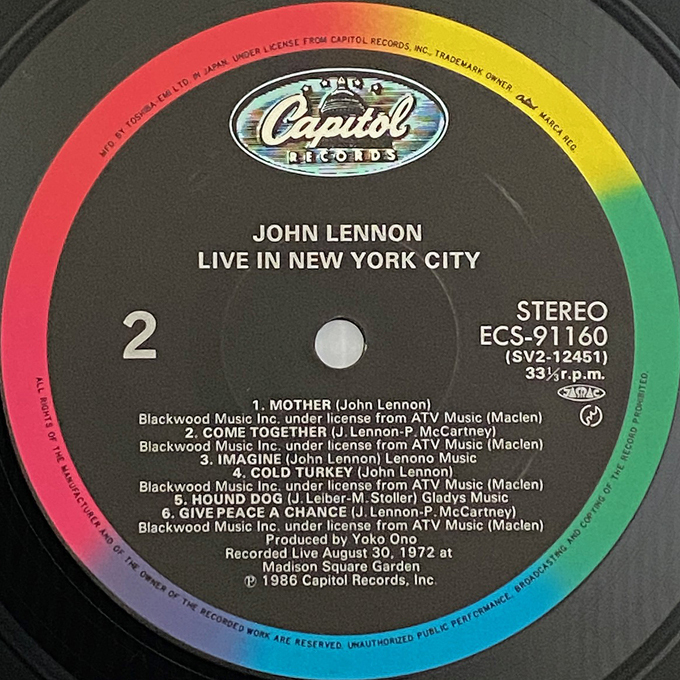 MFD. BY TOSHIBA-EMI LTD. IN JAPAN. UNDER LICENSE FROM CAPITOL RECORDS, INC., TRADEMARK OWNER. Capitol MARCA REG.
Capitol
RECORDS
JOHN LENNON
LIVE IN NEW YORK CITY
2
STEREO
ECS-91160
(SV2-12451)
33⅓r.p.m.
JASRAC
1. MOTHER (John Lennon)
Blackwood Music Inc. under license from ATV Music (Maclen)
2. COME TOGETHER (J. Lennon-P. McCartney)
Blackwood Music Inc. under license from ATV Music (Maclen)
3. IMAGINE (John Lennon) Lenono Music
4. COLD TURKEY (John Lennon)
Blackwood Music Inc. under license from ATV Music (Maclen)
5. HOUND DOG (J. Leiber-M. Stoller) Gladys Music
6. GIVE PEACE A CHANCE (J. Lennon-P. McCartney)
Blackwood Music Inc. under license from ATV Music (Maclen)
Produced by Yoko Ono
Recorded Live August 30, 1972 at
Madison Square Garden
℗ 1986 Capitol Records, Inc.
ALL RIGHTS OF THE MANUFACTURER AND OF THE OWNER OF THE RECORDED WORK ARE RESERVED. UNAUTHORIZED PUBLIC PERFORMANCE, BROADCASTING AND COPYING OF THE RECORD PROHIBITED.